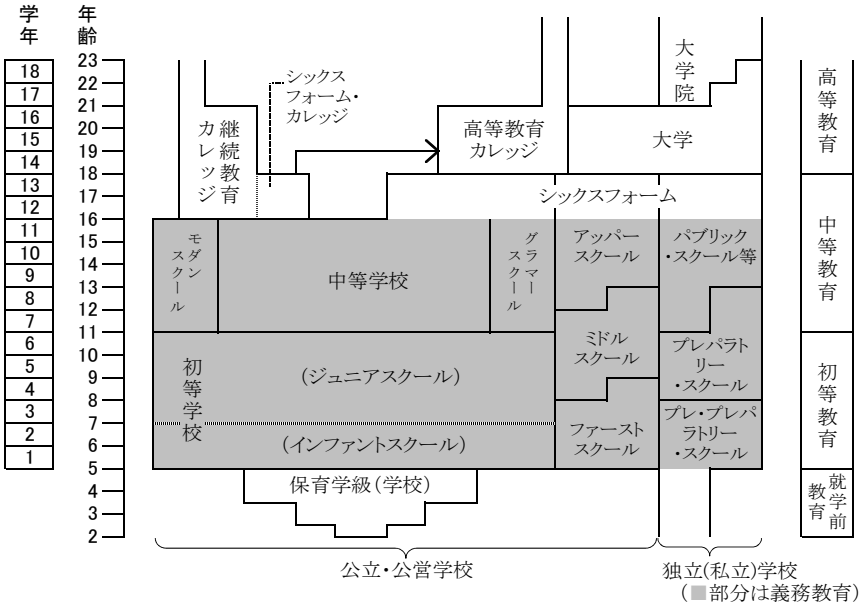 学年
年齢
18
17
16
15
14
13
12
11
10
9
8
7
6
5
4
3
2
1
23
22
21
20
19
18
17
16
15
14
13
12
11
10
9
8
7
6
5
4
3
2
継続教育
カレッジ
シックス
フォーム・
カレッジ
高等教育
カレッジ
大学院
大学
シックスフォーム
モダン
スクール
中等学校
グラマー
スクール
アッパー
スクール
パブリック
・スクール等
ミドル
スクール
プレパラト
リー
・スクール
初等学校
(ジュニアスクール)
(インファントスクール)
ファースト
スクール
プレ・プレパ
ラトリー・
・スクール
保育学級(学校)
高等教育
中等教育
初等教育
就学前
教育
公立・公営学校
独立(私立)学校
(■部分は義務教育)